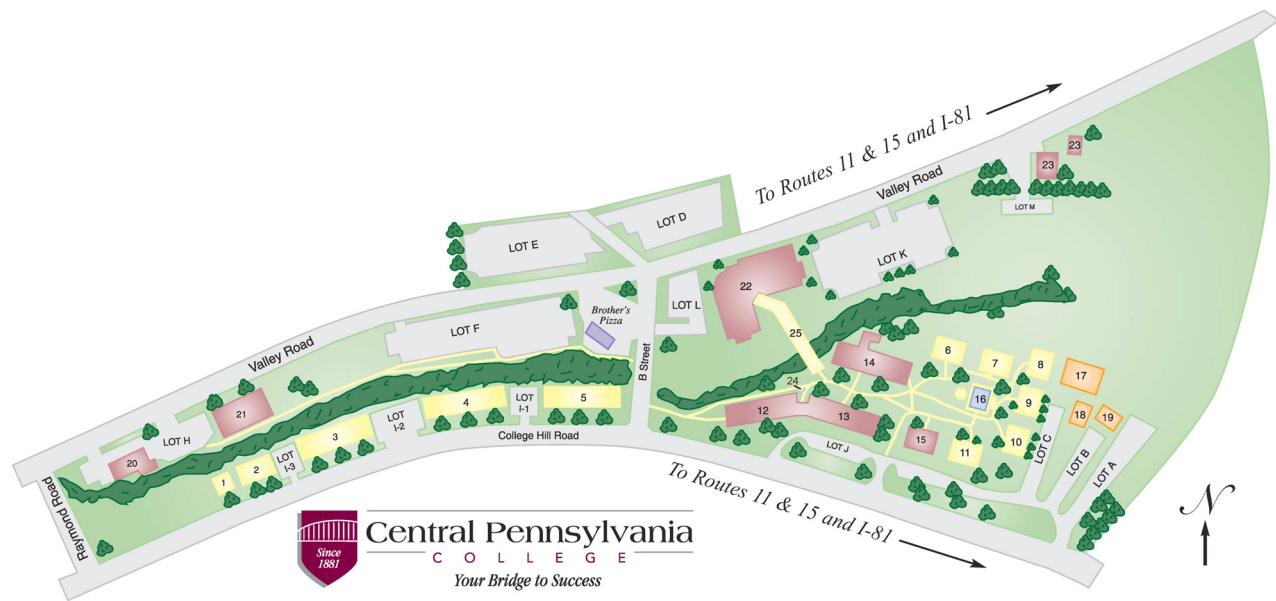 To Routes 11 & 15 and I-81
Valley Road
23
23
LOT M
LOT D
LOT E
LOT K
22
LOT L
Brother's
Pizza
LOT F
25
B Street
Valley Road
14
6
7
8
17
24
16
9
18
19
21
4
LOT
I-1
5
12
13
LOT
I-2
3
LOT H
20
College Hill Road
15
11
10
LOT C
LOT B
LOT A
LOT J
LOT
I-3
2
1
Raymond Road
To Routes 11 & 15 and I-81
N
Since
1881
Central Pennsylvania
COLLEGE
Your Bridge to Success